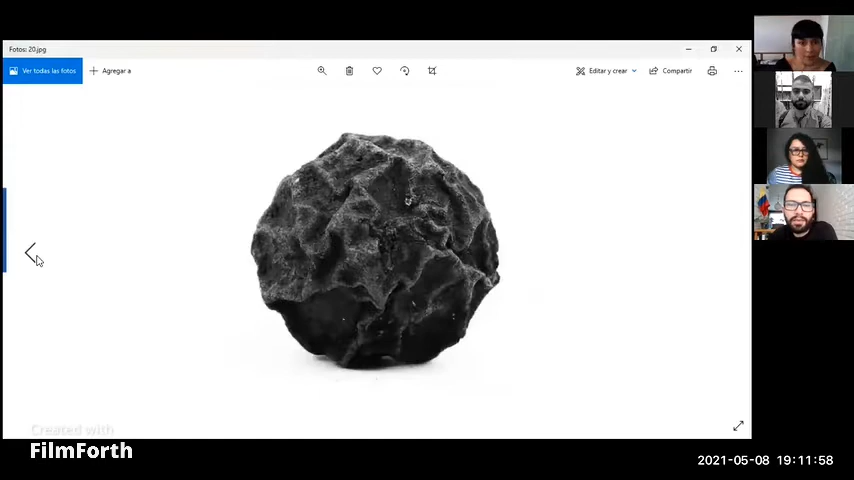 Fotos: 20.jpg
Ver todas las fotos
Agregar a
Editar y crear
Compartir
Created with
FilmForth
2021-05-08 19:11:58